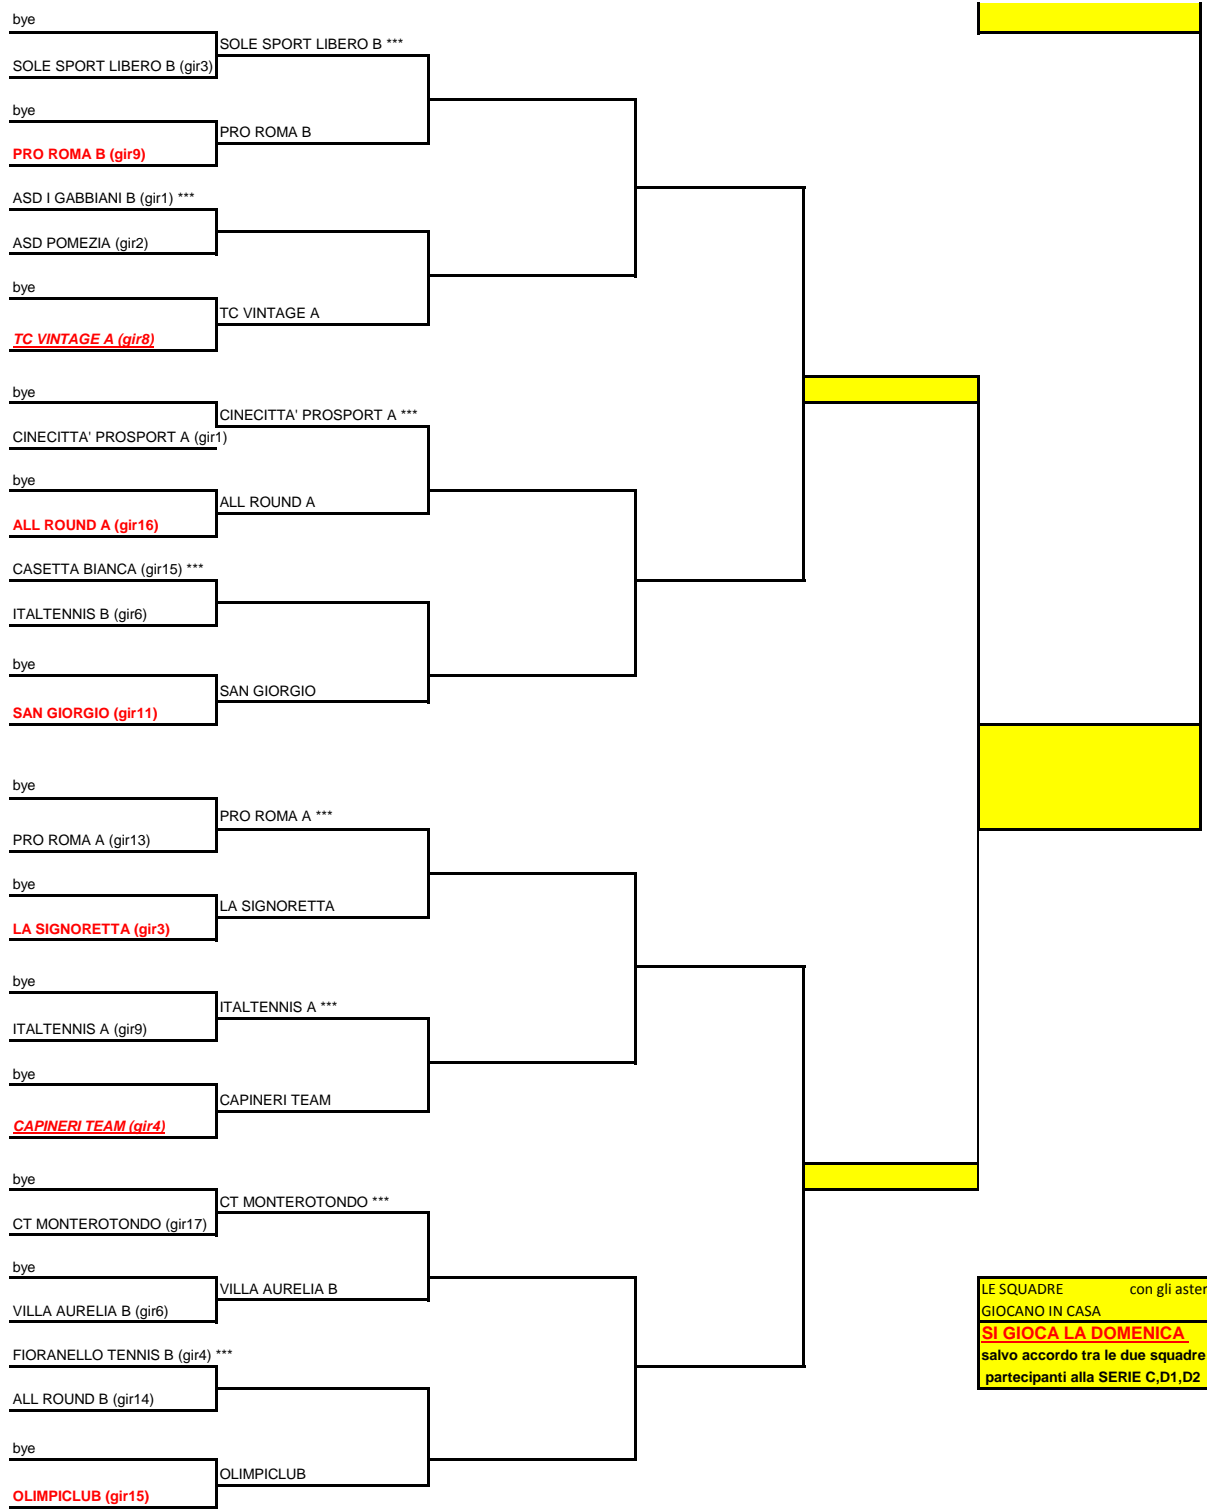 bye
SOLE SPORT LIBERO B ***
SOLE SPORT LIBERO B (gir3)
bye
PRO ROMA B
PRO ROMA B (gir9)
ASD I GABBIANI B (gir1) ***
ASD POMEZIA (gir2)
bye
TC VINTAGE A
TC VINTAGE A (gir8)
bye
CINECITTA' PROSPORT A ***
CINECITTA' PROSPORT A (gir1)
bye
ALL ROUND A
ALL ROUND A (gir16)
CASETTA BIANCA (gir15) ***
ITALTENNIS B (gir6)
bye
SAN GIORGIO
SAN GIORGIO (gir11)
bye
PRO ROMA A ***
PRO ROMA A (gir13)
bye
LA SIGNORETTA
LA SIGNORETTA (gir3)
bye
ITALTENNIS A ***
ITALTENNIS A (gir9)
bye
CAPINERI TEAM
CAPINERI TEAM (gir4)
bye
CT MONTEROTONDO ***
CT MONTEROTONDO (gir17)
bye
VILLA AURELIA B
VILLA AURELIA B (gir6)
FIORANELLO TENNIS B (gir4) ***
ALL ROUND B (gir14)
bye
OLIMPICLUB
OLIMPICLUB (gir15)
LE SQUADRE con gli aster
GIOCANO IN CASA
SI GIOCA LA DOMENICA
salvo accordo tra le due squadre
partecipanti alla SERIE C,D1,D2